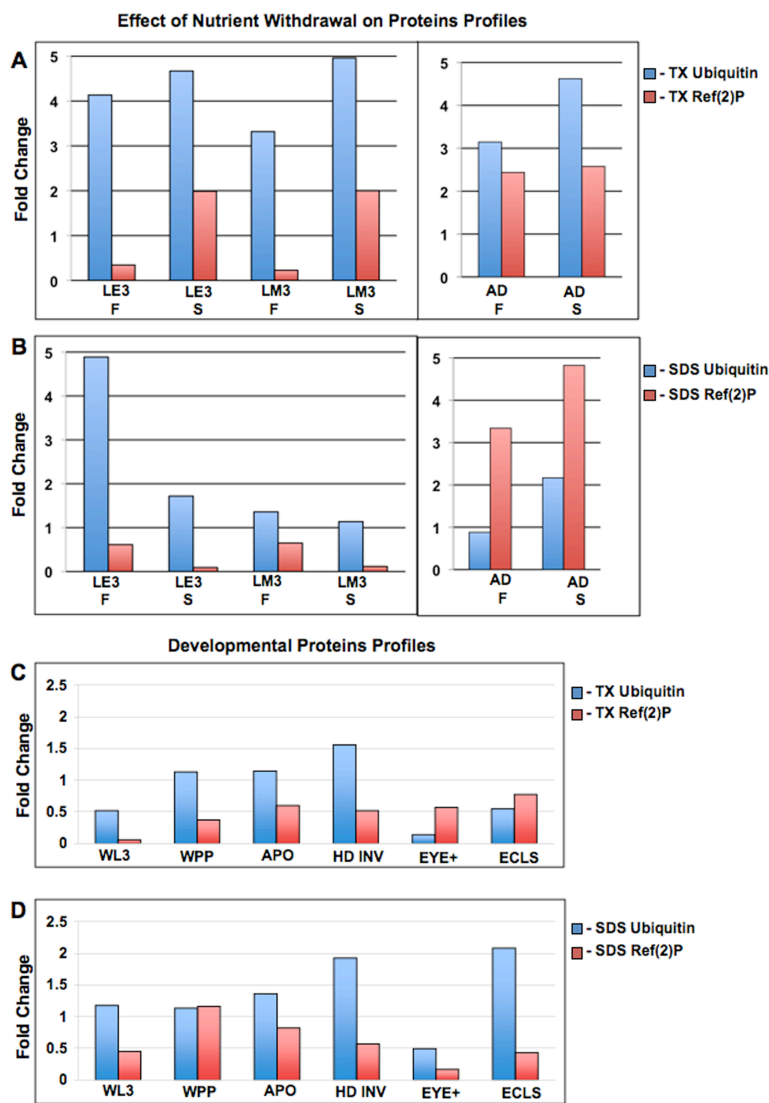 Effect of Nutrient Withdrawal on Proteins Profiles
A
Fold Change
5
4
3
2
1
0
LE3 LE3 LM3 LM3
F S F S
5
4
3
2
1
0
AD AD
F S
- TX Ubiquitin
- TX Ref(2)P
B
Fold Change
5
4
3
2
1
0
LE3 LE3 LM3 LM3
F S F S
5
4
3
2
1
0
AD AD
F S
- SDS Ubiquitin
- SDS Ref(2)P
Developmental Proteins Profiles
C
Fold Change
2.5
2
1.5
1
0.5
0
WL3 WPP APO HD INV EYE+ ECLS
- TX Ubiquitin
- TX Ref(2)P
D
Fold Change
2.5
2
1.5
1
0.5
0
WL3 WPP APO HD INV EYE+ ECLS
- SDS Ubiquitin
- SDS Ref(2)P